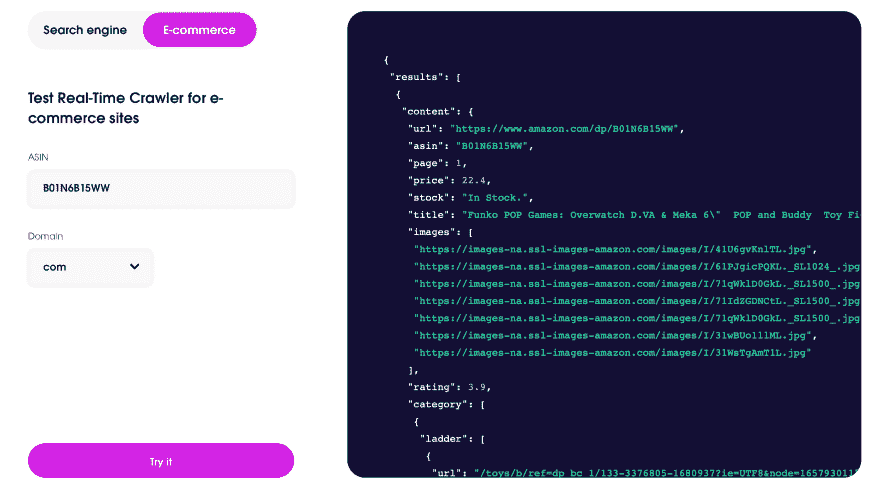 Search engine
E-commerce
Test Real-Time Crawler for e-
commerce sites
ASIN
B01N6B15WW
Domain
com
Try it
{
"results": [
{
"content": {
"url": "https://www.amazon.com/dp/B01N6B15WW",
"asin": "B01N6B15WW",
"page": 1,
"price": 22.4,
"stock": "In Stock.",
"title": "Funko POP Games: Overwatch D.VA & Meka 6\"  POP and Buddy  Toy Fi
"images": [
"https://images-na.ssl-images-amazon.com/images/I/41U6gvKnlTL.jpg",
"https://images-na.ssl-images-amazon.com/images/I/61PJgicPQKL._SL1024_.jpg
"https://images-na.ssl-images-amazon.com/images/I/71qWklD0GkL._SL1500_.jpg
"https://images-na.ssl-images-amazon.com/images/I/71IdZGDNCtL._SL1500_.jpg
"https://images-na.ssl-images-amazon.com/images/I/71qWklD0GkL._SL1500_.jpg
"https://images-na.ssl-images-amazon.com/images/I/31wBUolllML.jpg",
"https://images-na.ssl-images-amazon.com/images/I/31WsTgAmT1L.jpg"
],
"rating": 3.9,
"category": [
{
"ladder": [
{
"url": "/toys/b/ref=dp_bc_1/133-3376805-1680937?ie=UTF8&node=165793011